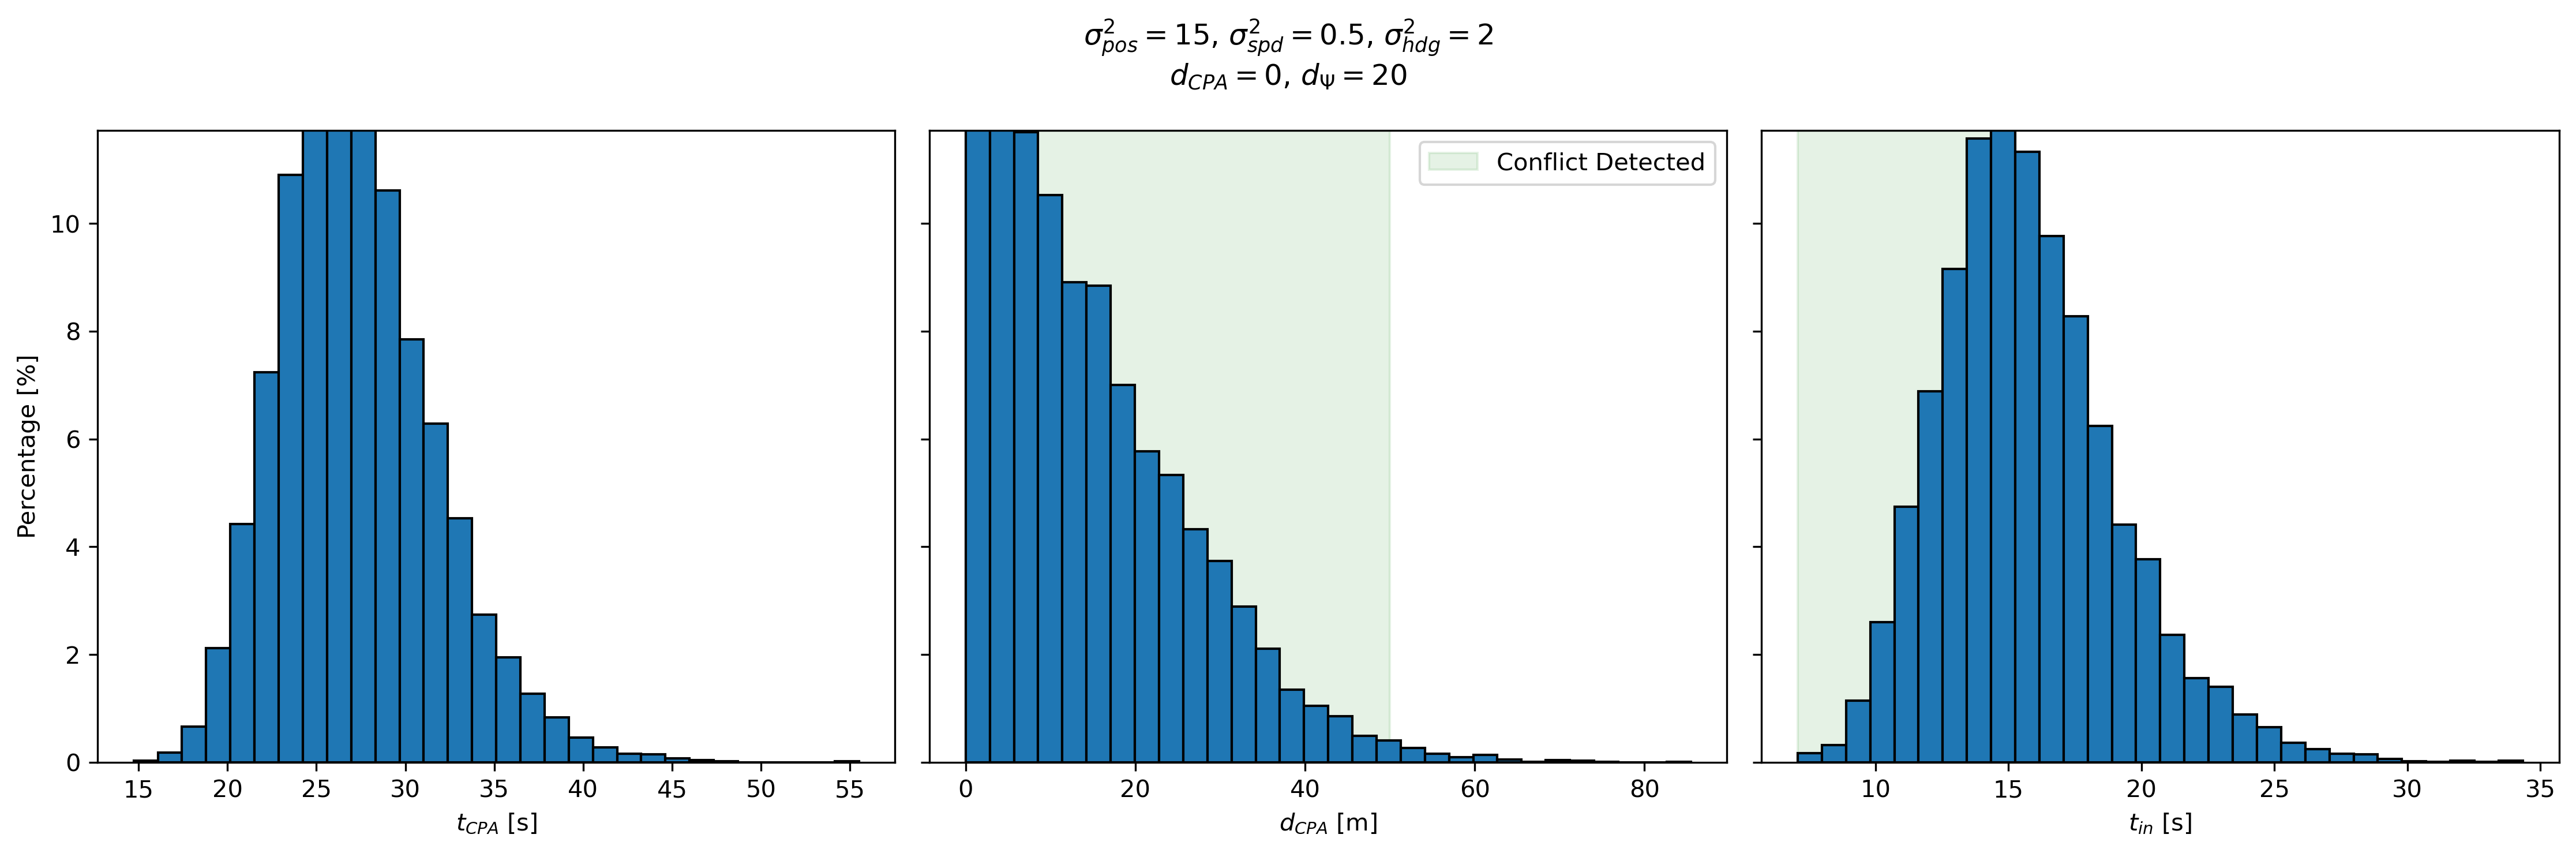 σ²pos = 15, σ²spd = 0.5, σ²hdg = 2
dCPA = 0, dΨ = 20
Percentage [%]
10
8
6
4
2
0
15 20 25 30 35 40 45 50 55
tCPA [s]
Conflict Detected
0 20 40 60 80
dCPA [m]
10 15 20 25 30 35
tin [s]